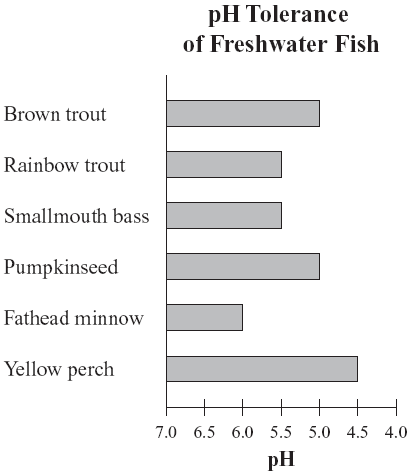 pH Tolerance
of Freshwater Fish
Brown trout
Rainbow trout
Smallmouth bass
Pumpkinseed
Fathead minnow
Yellow perch
7.0 6.5 6.0 5.5 5.0 4.5 4.0
pH